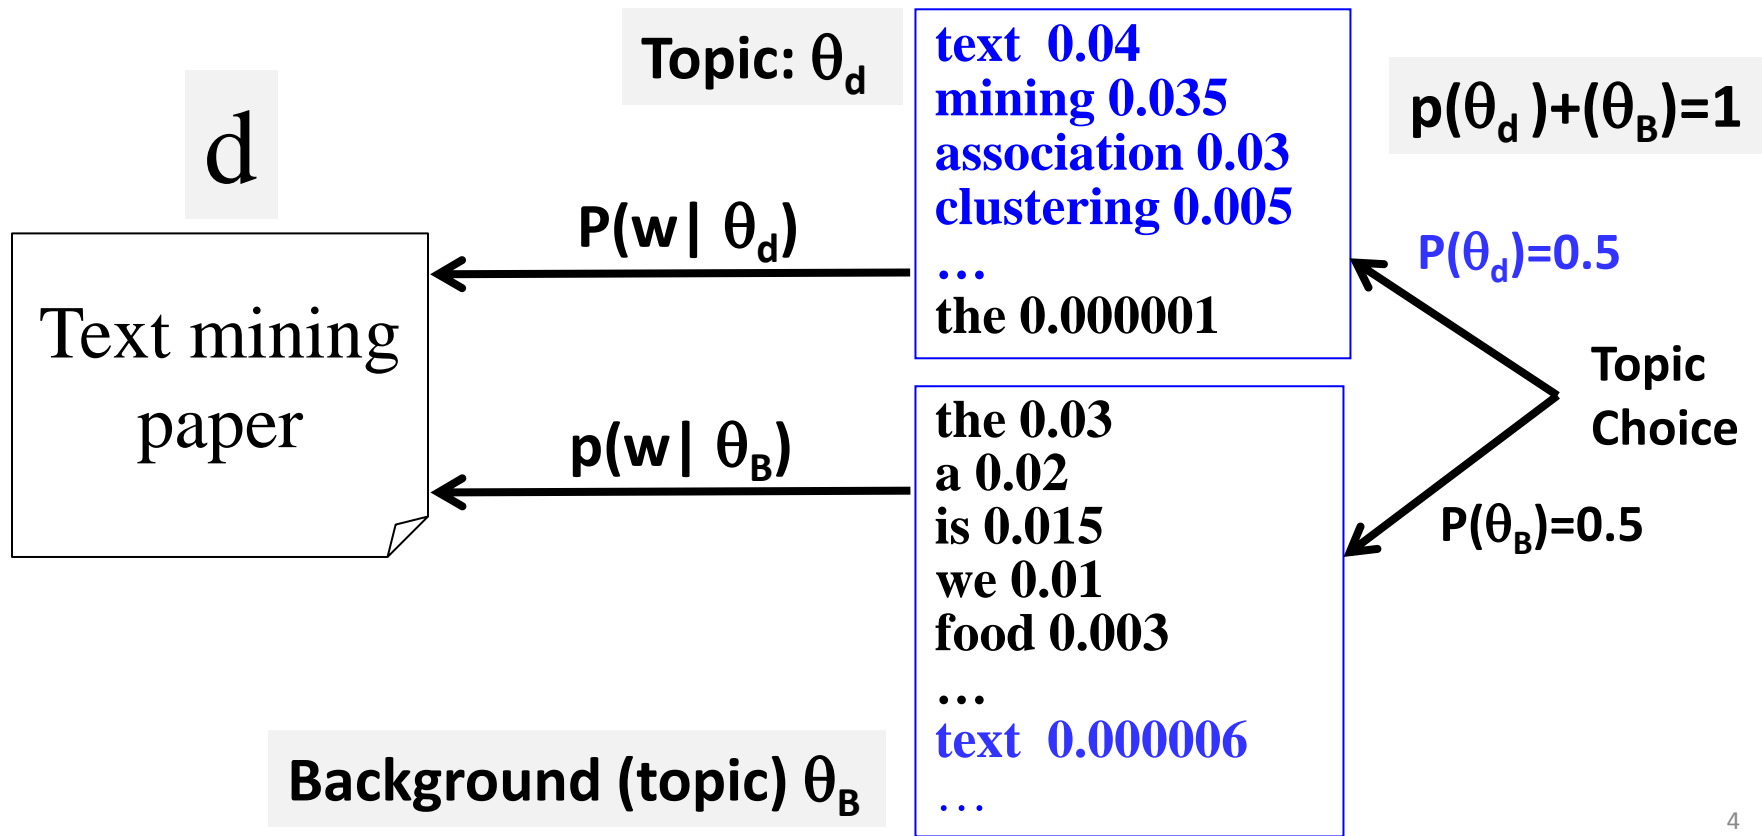 d
Text mining
paper
Topic: θd
P(w| θd)
p(w| θB)
Background (topic) θB
text 0.04
mining 0.035
association 0.03
clustering 0.005
…
the 0.000001
the 0.03
a 0.02
is 0.015
we 0.01
food 0.003
…
text 0.000006
…
p(θd )+(θB)=1
P(θd)=0.5
Topic
Choice
P(θB)=0.5
4